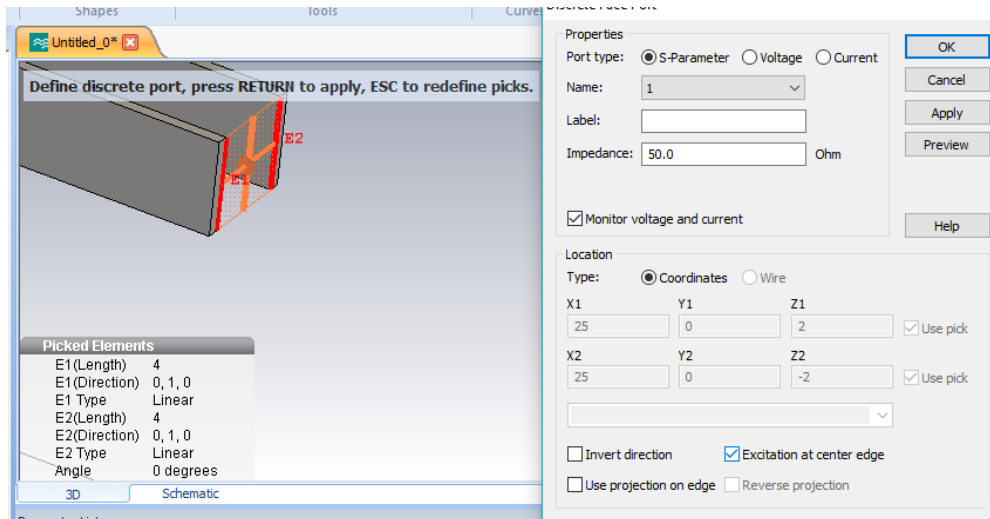 Shapes
Tools
Curves
Untitled_0*
Define discrete port, press RETURN to apply, ESC to redefine picks.
E2
E1
Picked Elements
E1(Length) 4
E1(Direction) 0, 1, 0
E1 Type Linear
E2(Length) 4
E2(Direction) 0, 1, 0
E2 Type Linear
Angle 0 degrees
3D
Schematic
Discrete Face Port
Properties
Port type: S-Parameter Voltage Current
Name: 1
Label:
Impedance: 50.0 Ohm
Monitor voltage and current
OK
Cancel
Apply
Preview
Help
Location
Type: Coordinates Wire
X1 Y1 Z1
25 0 2 Use pick
X2 Y2 Z2
25 0 -2 Use pick
Invert direction Excitation at center edge
Use projection on edge Reverse projection